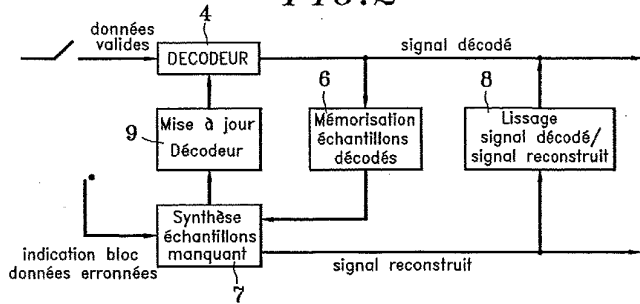 FIG.2
données
valides
4
DECODEUR
signal décodé
9
Mise à jour
Décodeur
6
Mémorisation
échantillons
décodés
8
Lissage
signal décodé/
signal reconstruit
indication bloc
données erronnées
Synthèse
échantillons
manquant
7
signal reconstruit